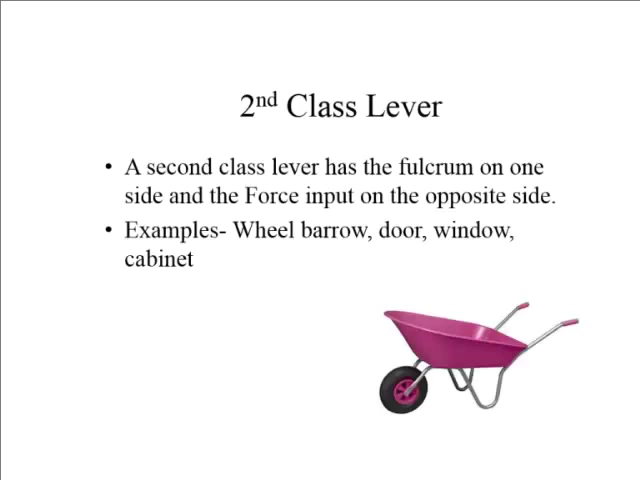 2nd Class Lever
• A second class lever has the fulcrum on one
side and the Force input on the opposite side.
• Examples- Wheel barrow, door, window,
cabinet